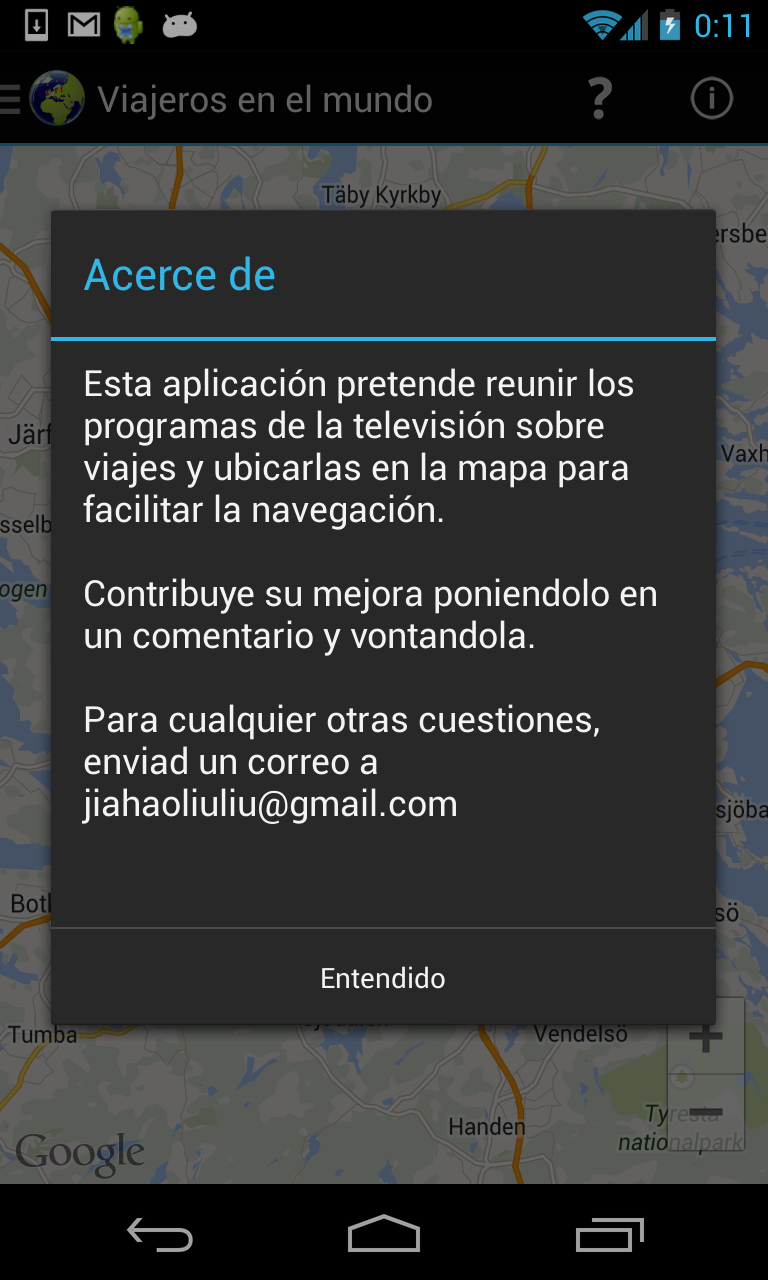 0:11
Viajeros en el mundo
Täby Kyrkby
ersbe
Acerce de
Esta aplicación pretende reunir los
programas de la televisión sobre
viajes y ubicarlas en la mapa para
facilitar la navegación.
Järf
Vaxh
sselb
ogen
Contribuye su mejora poniendolo en
un comentario y vontandola.
Para cualquier otras cuestiones,
enviad un correo a
jiahaoliuliu@gmail.com
sjöba
Botl
sö
Entendido
Tumba
Vendelsö
Handen
Tyresta
nationalpark
Google